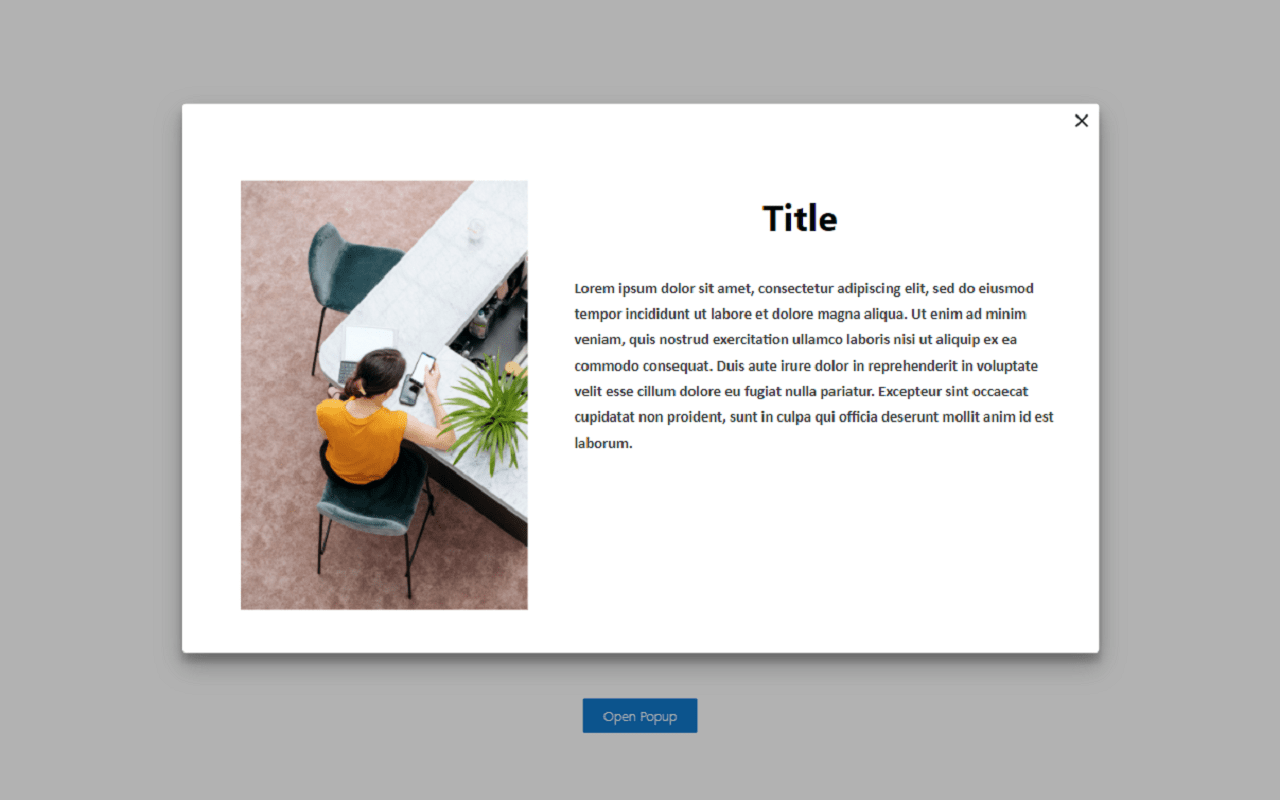 Title
Lorem ipsum dolor sit amet, consectetur adipiscing elit, sed do eiusmod
tempor incididunt ut labore et dolore magna aliqua. Ut enim ad minim
veniam, quis nostrud exercitation ullamco laboris nisi ut aliquip ex ea
commodo consequat. Duis aute irure dolor in reprehenderit in voluptate
velit esse cillum dolore eu fugiat nulla pariatur. Excepteur sint occaecat
cupidatat non proident, sunt in culpa qui officia deserunt mollit anim id est
laborum.
Open Popup